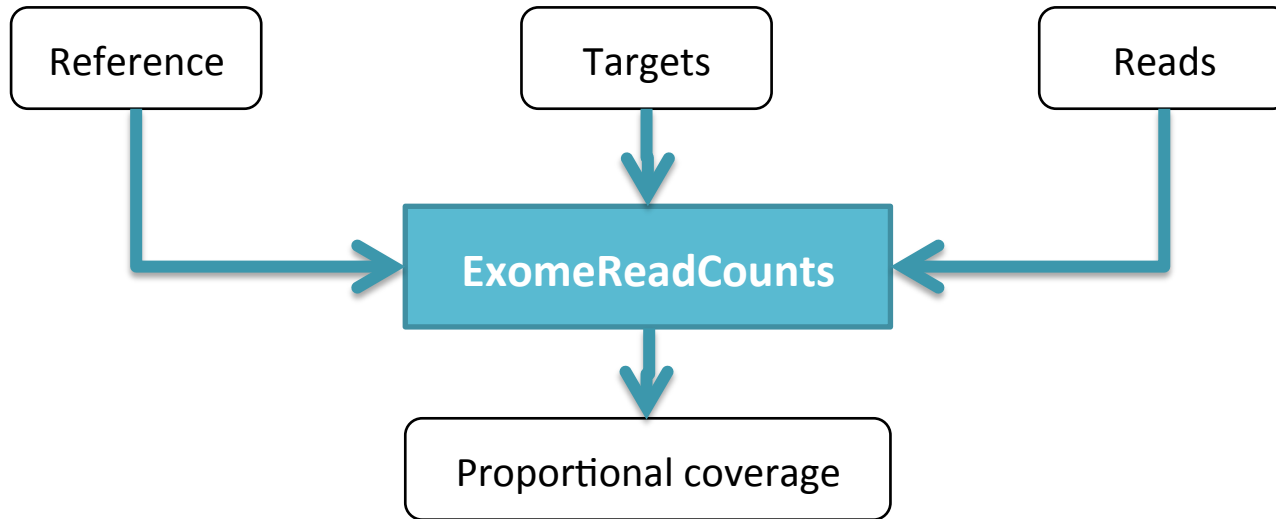 Reference
Targets
Reads
ExomeReadCounts
Proportional coverage